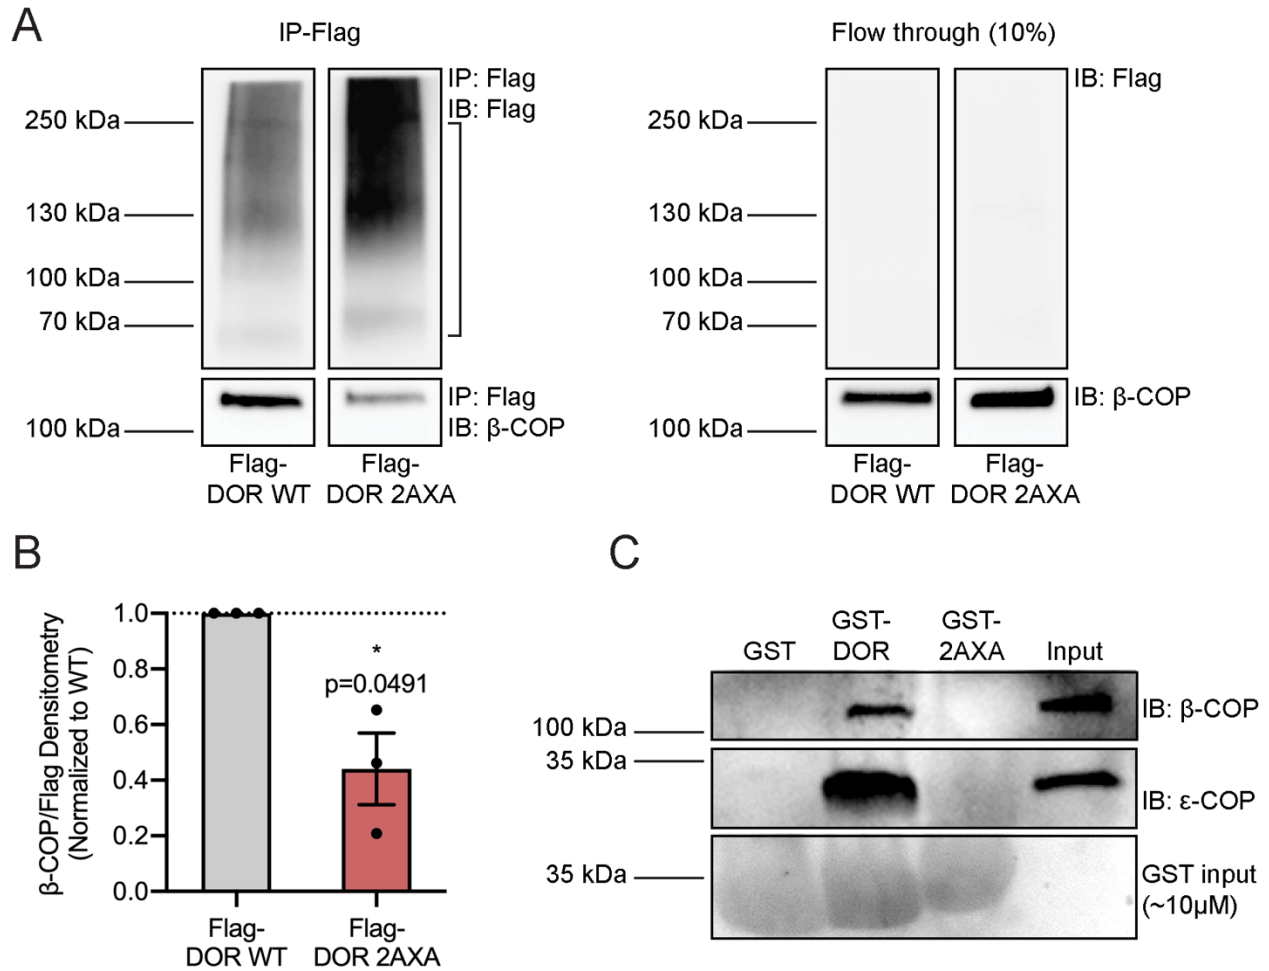 A
IP-Flag
Flow through (10%)
250 kDa
130 kDa
100 kDa
70 kDa
IP: Flag
IB: Flag
100 kDa
IP: Flag
IB: β-COP
Flag-
DOR WT
Flag-
DOR 2AXA
250 kDa
130 kDa
100 kDa
70 kDa
IB: Flag
100 kDa
IB: β-COP
Flag-
DOR WT
Flag-
DOR 2AXA
B
β-COP/Flag Densitometry
(Normalized to WT)
1.0
0.8
0.6
0.4
0.2
0.0
*
p=0.0491
Flag-
DOR WT
Flag-
DOR 2AXA
C
GST
GST-
DOR
GST-
2AXA
Input
100 kDa
IB: β-COP
35 kDa
IB: ε-COP
35 kDa
GST input
(~10μM)